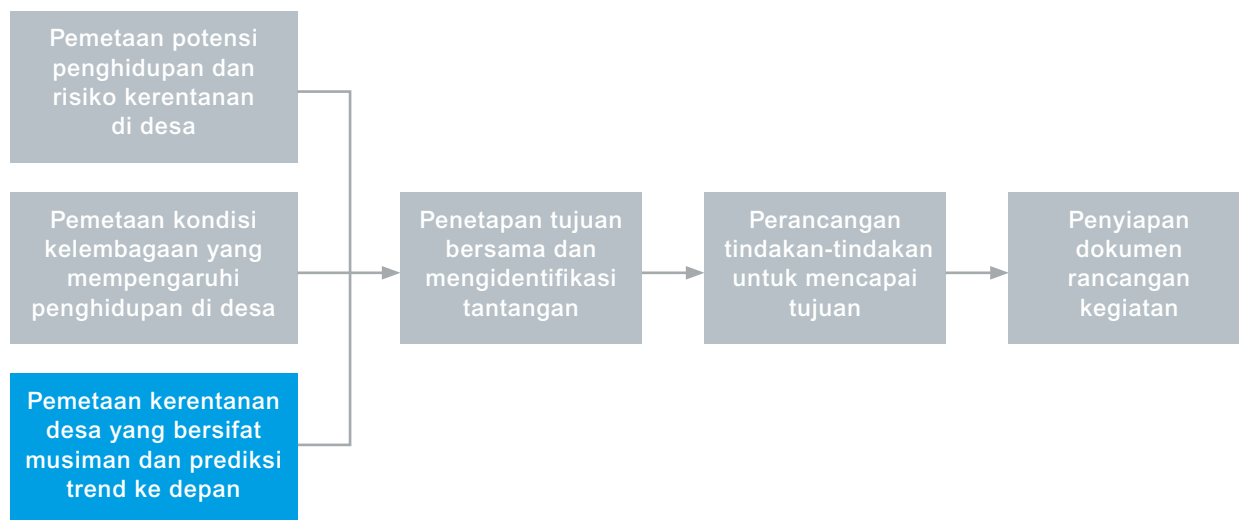 Pemetaan potensi
penghidupan dan
risiko kerentanan
di desa
Pemetaan kondisi
kelembagaan yang
mempengaruhi
penghidupan di desa
Pemetaan kerentanan
desa yang bersifat
musiman dan prediksi
trend ke depan
Penetapan tujuan
bersama dan
mengidentifikasi
tantangan
Perancangan
tindakan-tindakan
untuk mencapai
tujuan
Penyiapan
dokumen
rancangan
kegiatan